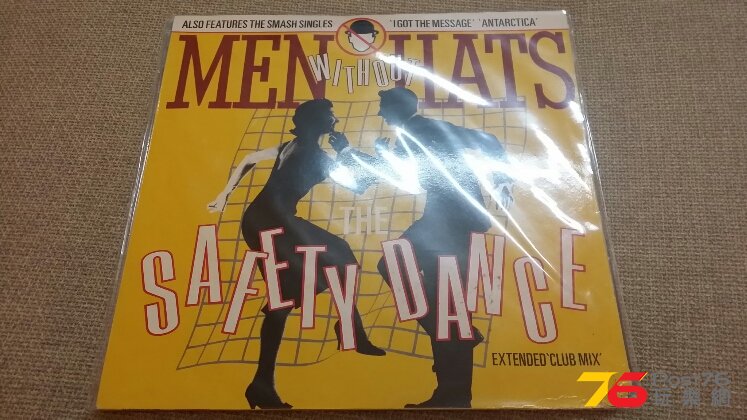 ALSO FEATURES THE SMASH SINGLES 'I GOT THE MESSAGE' 'ANTARCTICA'
MEN WITHOUT HATS
THE
SAFETY DANCE
EXTENDED 'CLUB MIX'
76